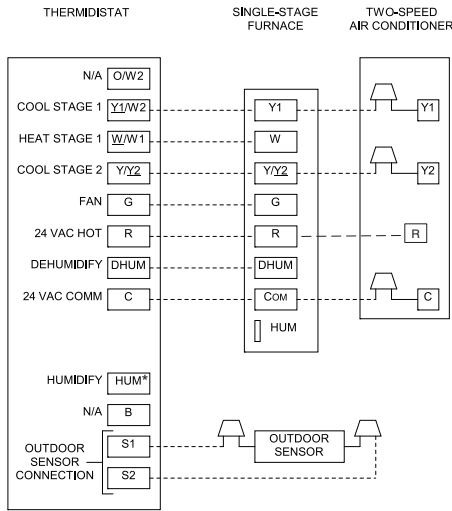 THERMIDISTAT
SINGLE-STAGE
FURNACE
TWO-SPEED
AIR CONDITIONER
N/A O/W2
COOL STAGE 1 Y1/W2 Y1 Y1
HEAT STAGE 1 W/W1 W
COOL STAGE 2 Y/Y2 Y/Y2 Y2
FAN G G
24 VAC HOT R R R
DEHUMIDIFY DHUM DHUM
24 VAC COMM C COM C
HUM
HUMIDIFY HUM*
N/A B
OUTDOOR
SENSOR
CONNECTION
S1
S2
OUTDOOR
SENSOR